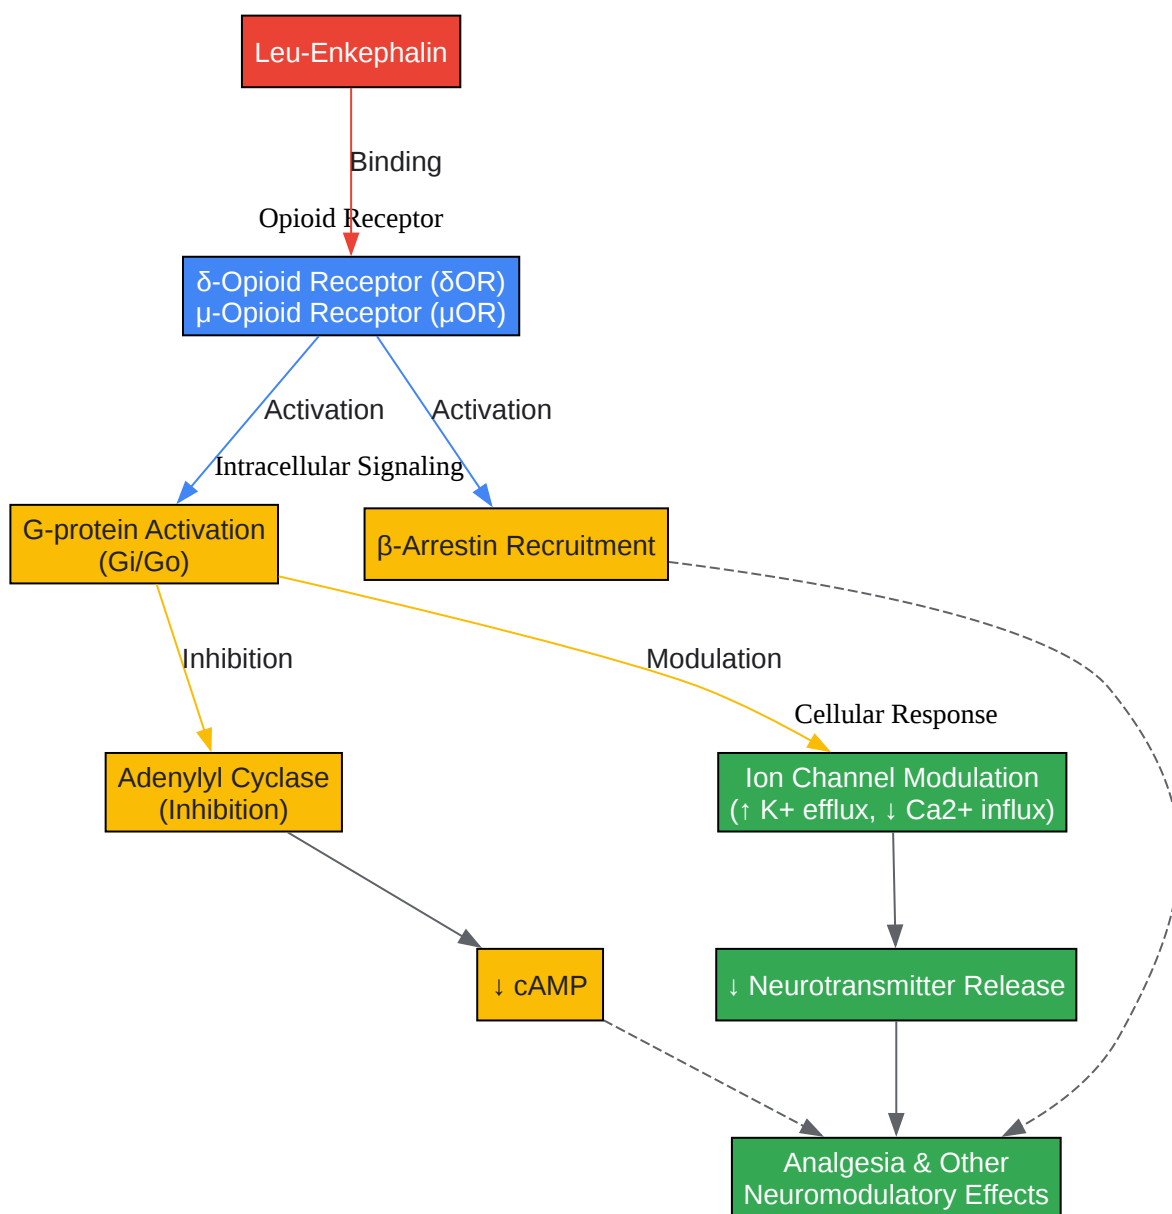 Leu-Enkephalin
Binding
Opioid Receptor
δ-Opioid Receptor (δOR)
μ-Opioid Receptor (μOR)
Activation
Activation
Intracellular Signaling
G-protein Activation
(Gi/Go)
β-Arrestin Recruitment
Inhibition
Modulation
Cellular Response
Adenylyl Cyclase
(Inhibition)
Ion Channel Modulation
(↑ K+ efflux, ↓ Ca2+ influx)
↓ cAMP
↓ Neurotransmitter Release
Analgesia & Other
Neuromodulatory Effects